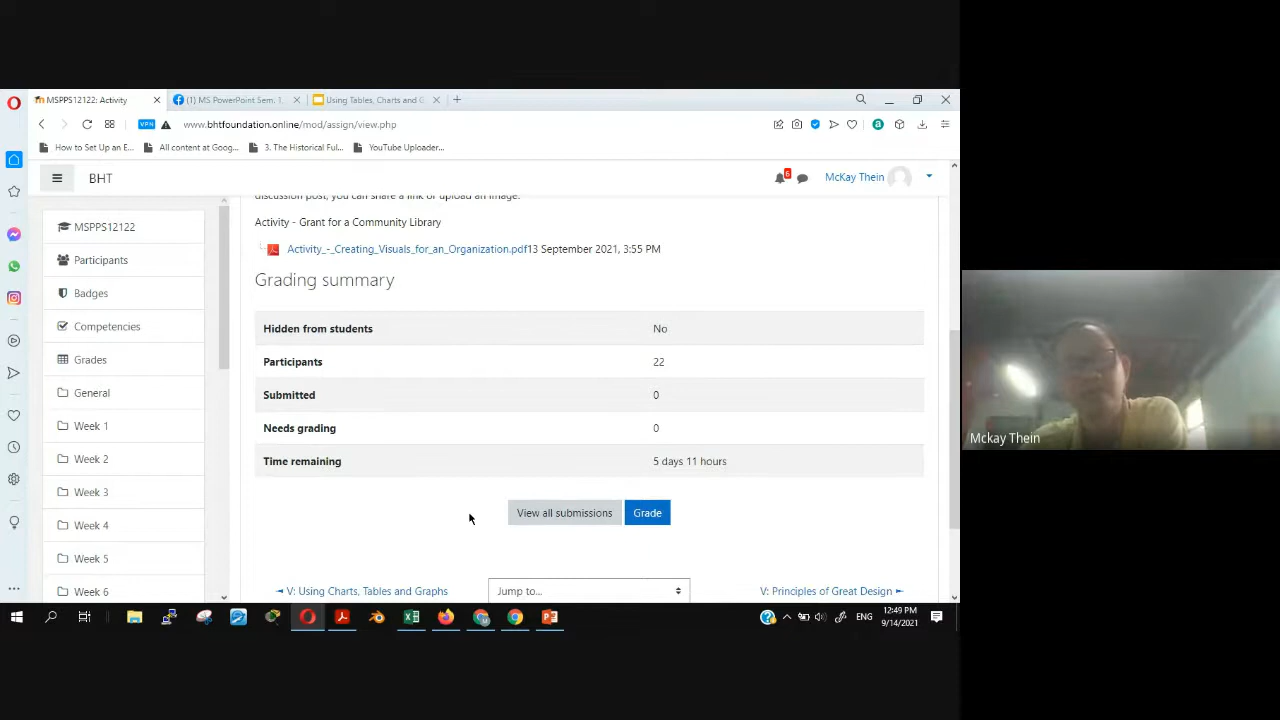 MSPPS12122: Activity
(1) MS PowerPoint Sem. 1
Using Tables, Charts and G
VPN
www.bhtfoundation.online/mod/assign/view.php
How to Set Up an E...
All content at Goog...
3. The Historical Ful...
YouTube Uploader...
BHT
6
McKay Thein
discussion post, you can share a link or upload an image.
MSPPS12122
Participants
Badges
Competencies
Grades
General
Week 1
Week 2
Week 3
Week 4
Week 5
Week 6
Activity - Grant for a Community Library
Activity_-_Creating_Visuals_for_an_Organization.pdf13 September 2021, 3:55 PM
Grading summary
Hidden from students No
Participants 22
Submitted 0
Needs grading 0
Time remaining 5 days 11 hours
View all submissions Grade
◄ V: Using Charts, Tables and Graphs
Jump to...
V: Principles of Great Design ►
Mckay Thein
ENG
12:49 PM
9/14/2021